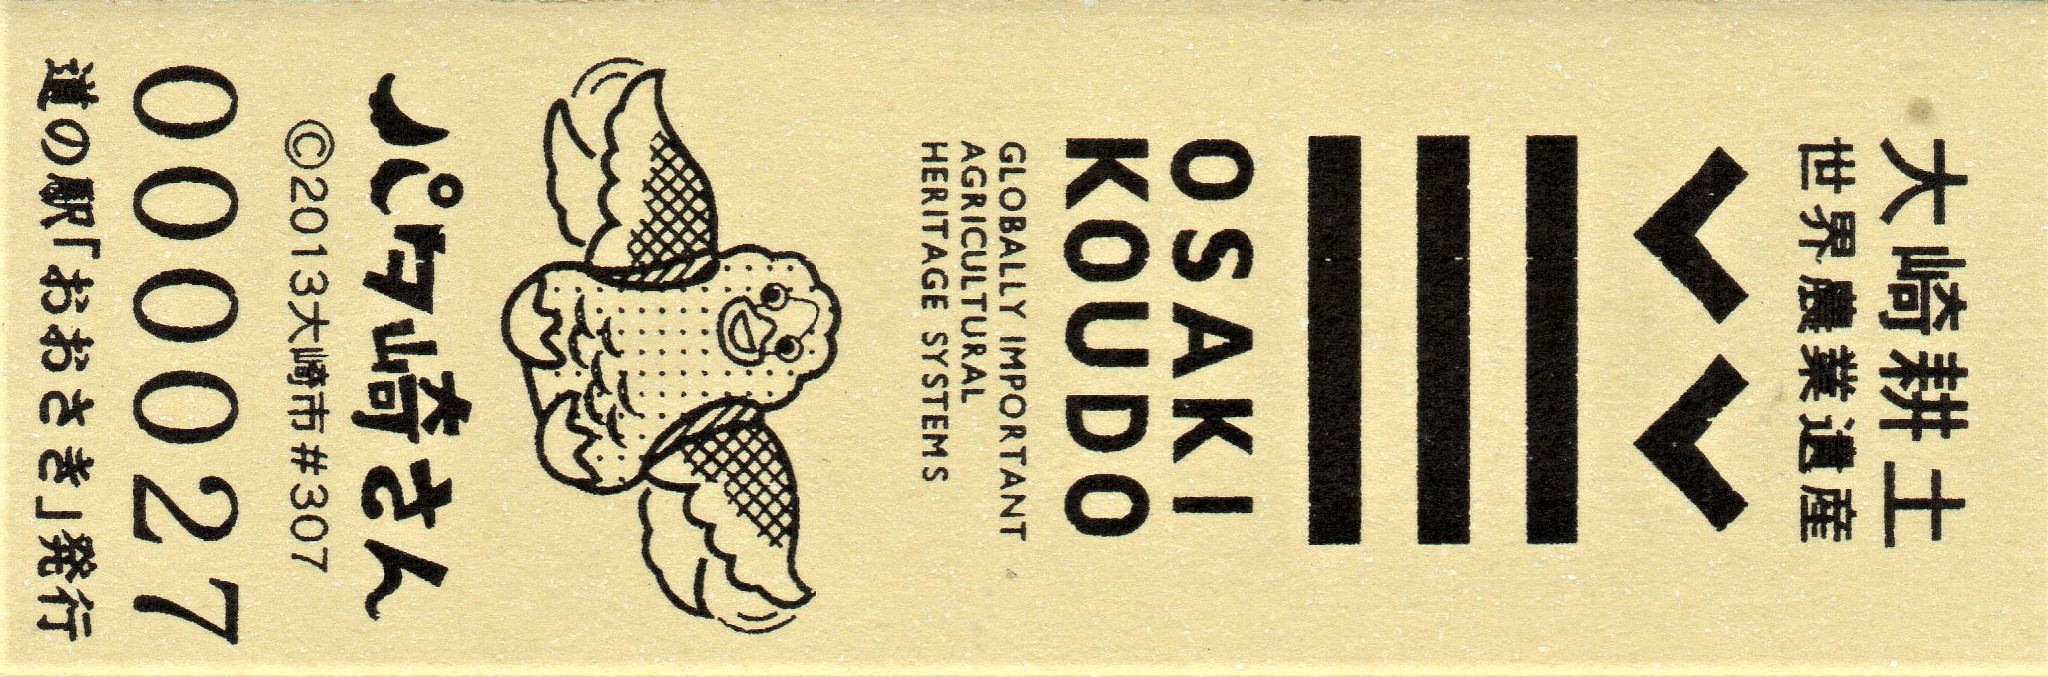 大崎耕土
世界農業遺産
OSAKI
KOUDO
GLOBALLY IMPORTANT
AGRICULTURAL
HERITAGE SYSTEMS
パタ崎さん
©2013大崎市#307
000027
道の駅「おおさき」発行